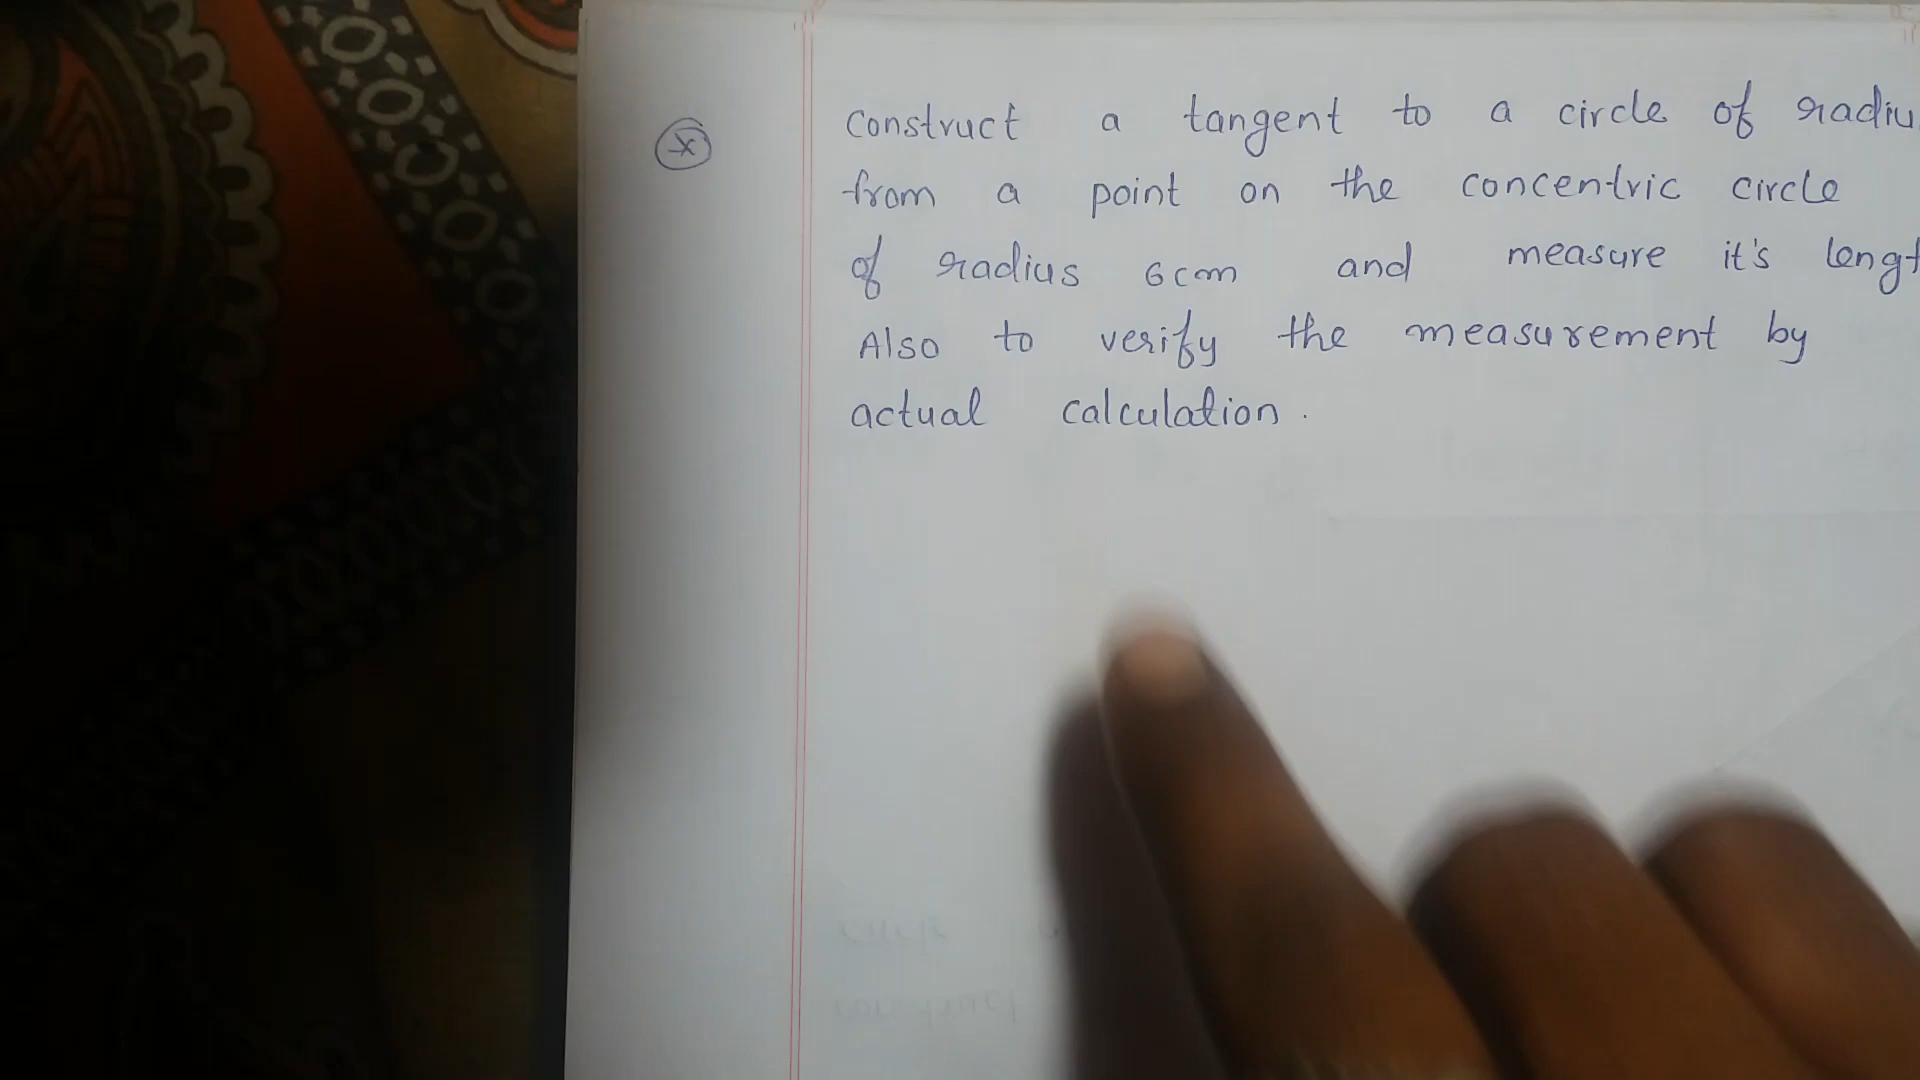 construct a tangent to a circle of radiu
from a point on the concentric circle
of radius 6cm and measure it's lengt
Also to verify the measurement by
actual calculation.